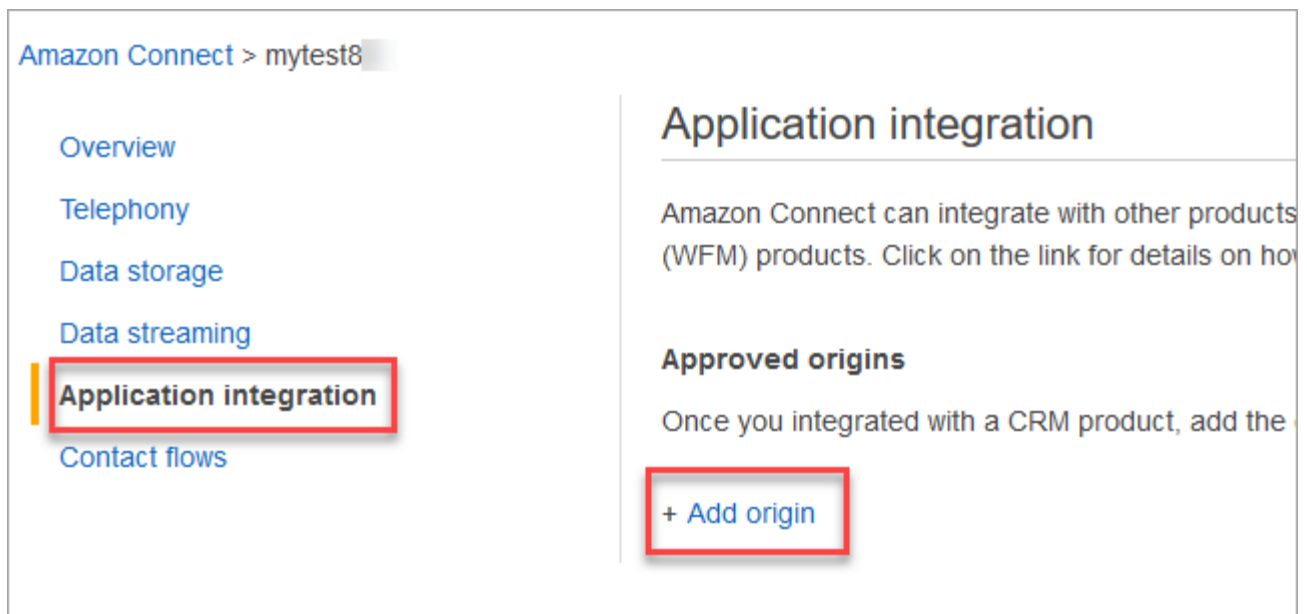 Amazon Connect > mytest8
Overview
Telephony
Data storage
Data streaming
Application integration
Contact flows
Application integration
Amazon Connect can integrate with other products
(WFM) products. Click on the link for details on how
Approved origins
Once you integrated with a CRM product, add the
+ Add origin